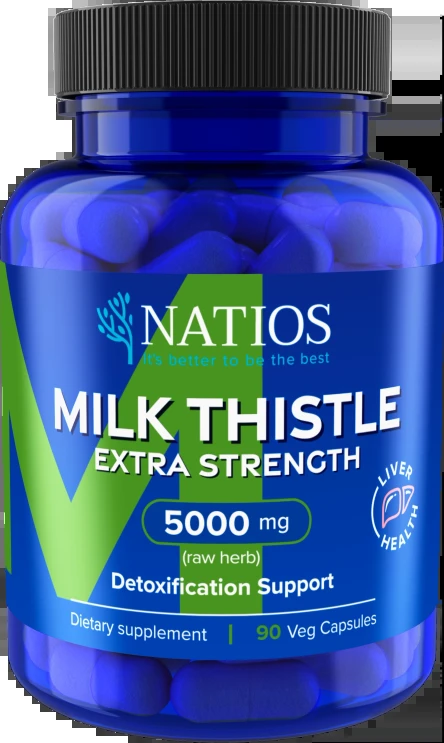 NATIOS
It's better to be the best
MILK THISTLE
EXTRA STRENGTH
5000 mg
(raw herb)
Detoxification Support
LIVER
HEALTH
Dietary supplement | 90 Veg Capsules